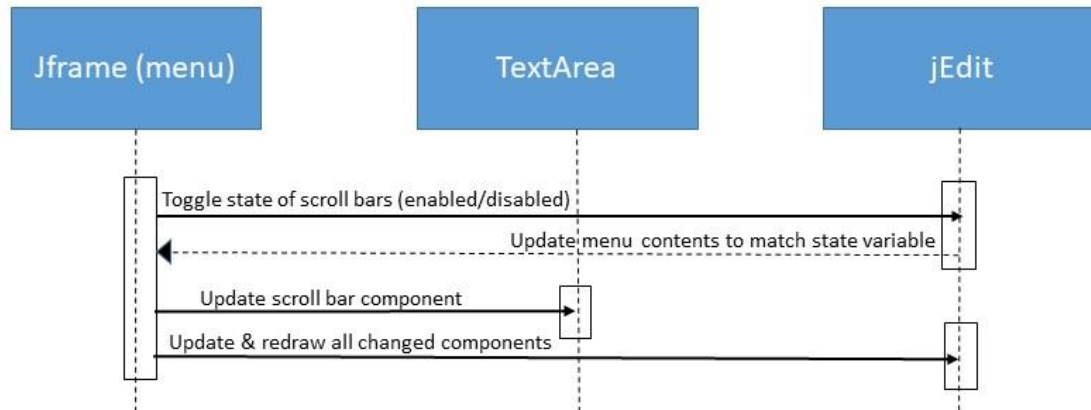 Jframe (menu)
TextArea
jEdit
Toggle state of scroll bars (enabled/disabled)
Update menu contents to match state variable
Update scroll bar component
Update & redraw all changed components